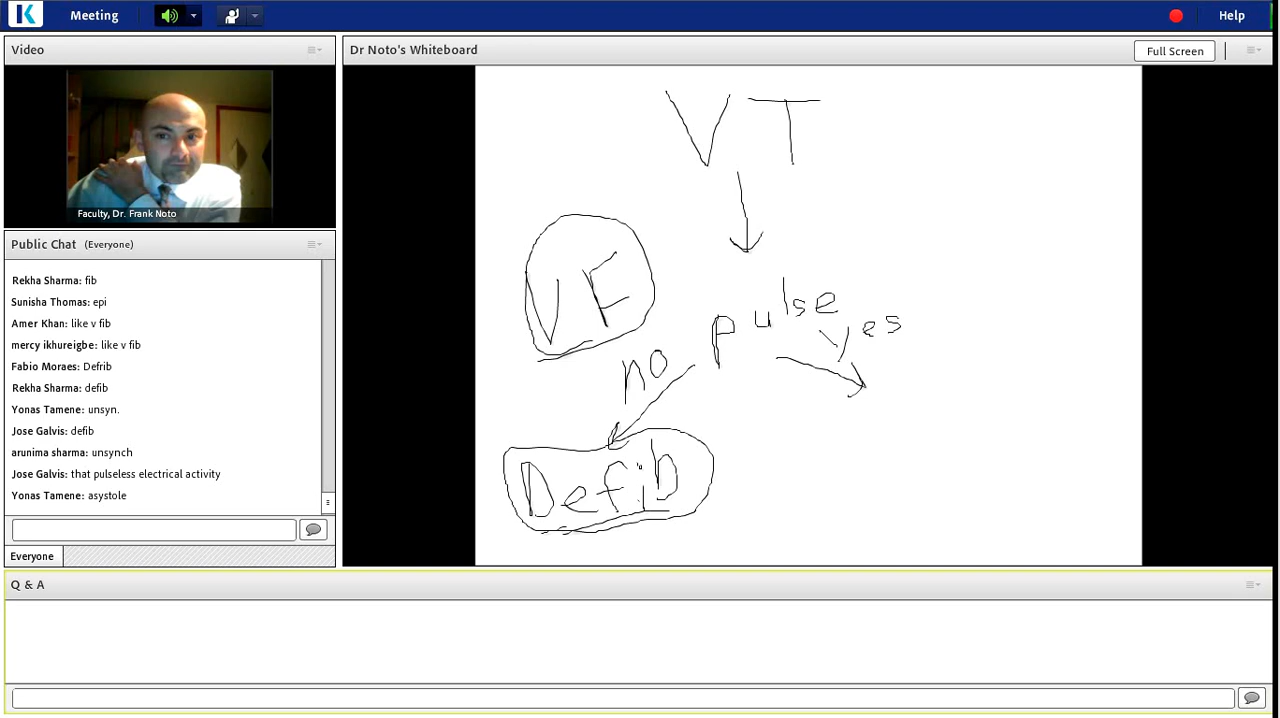 K
Meeting
Help
Video
Faculty, Dr. Frank Noto
Public Chat (Everyone)
Rekha Sharma: fib
Sunisha Thomas: epi
Amer Khan: like v fib
mercy ikhureigbe: like v fib
Fabio Moraes: Defrib
Rekha Sharma: defib
Yonas Tamene: unsyn.
Jose Galvis: defib
arunima sharma: unsynch
Jose Galvis: that pulseless electrical activity
Yonas Tamene: asystole
Everyone
Dr Noto's Whiteboard
Full Screen
VT
VF
pulse
yes
no
Defib
Q & A